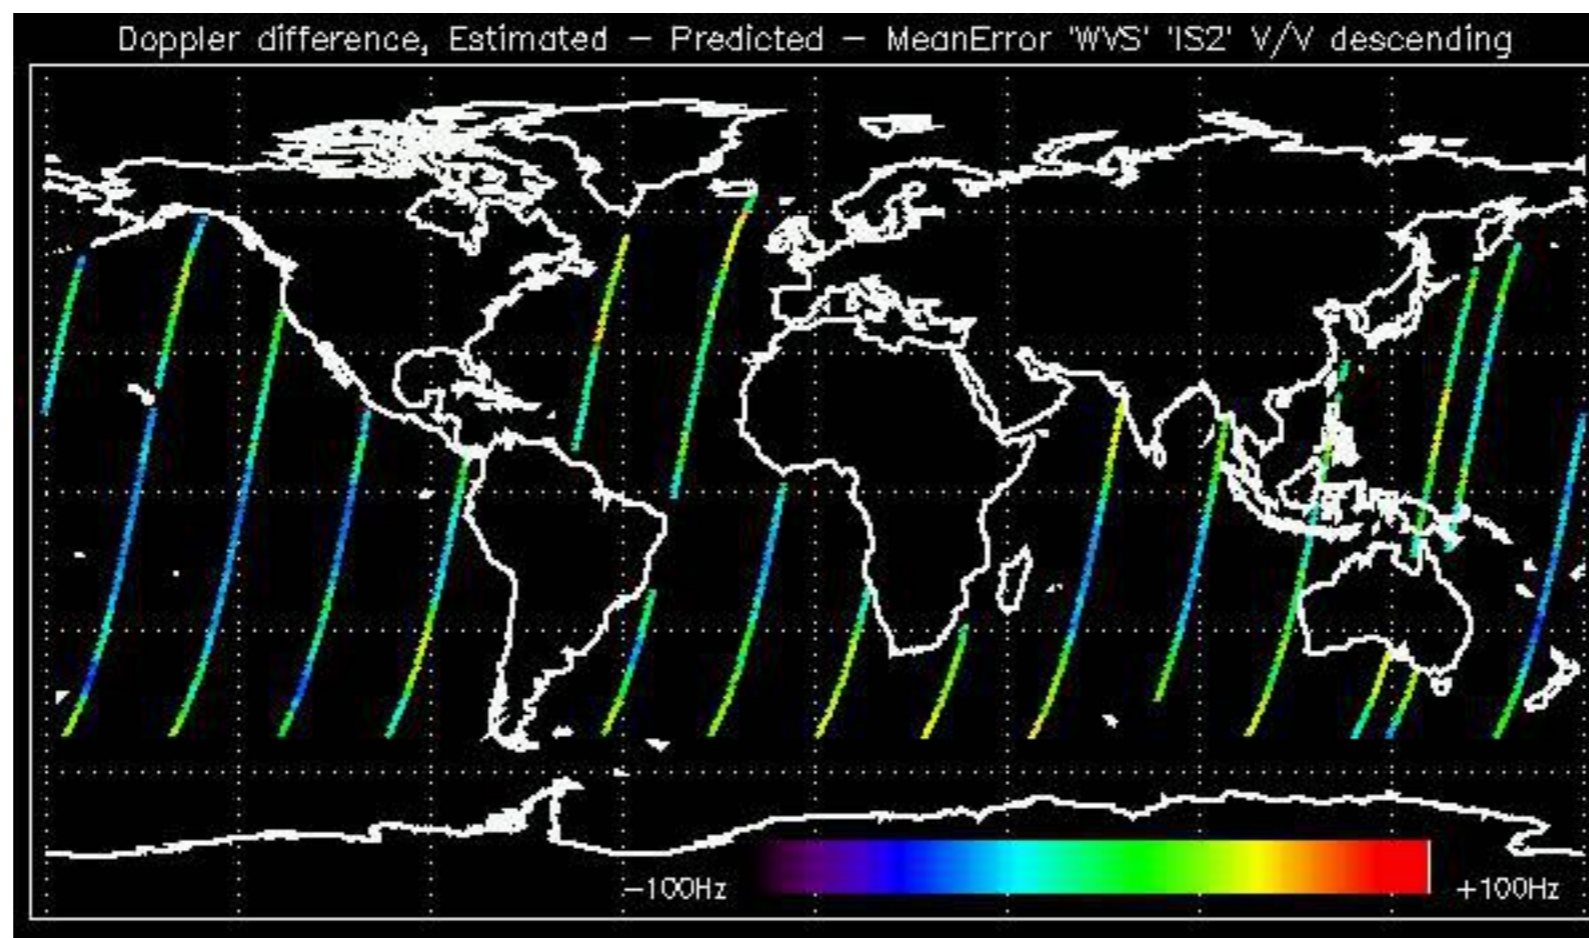 Doppler difference, Estimated – Predicted – MeanError 'WVS' 'IS2' V/V descending
–100Hz
+100Hz